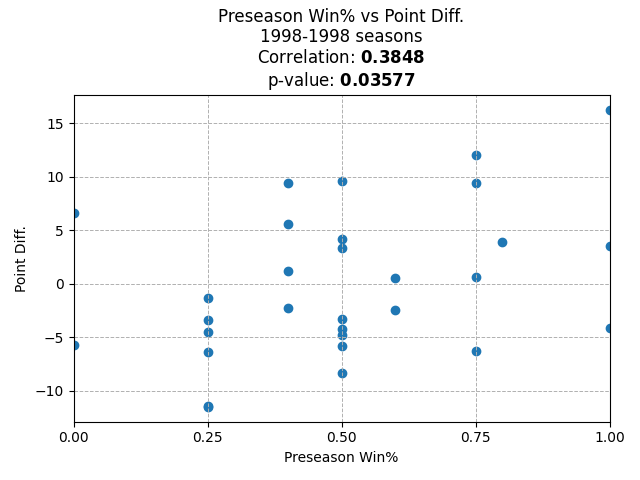 Preseason Win% vs Point Diff.
1998-1998 seasons
Correlation: 0.3848
p-value: 0.03577
15
10
5
0
−5
−10
Point Diff.
0.00 0.25 0.50 0.75 1.00
Preseason Win%